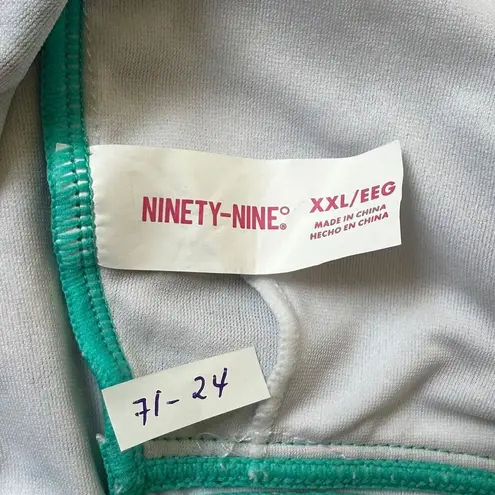 NINETY-NINE°®
XXL/EEG
MADE IN CHINA
HECHO EN CHINA
71-24